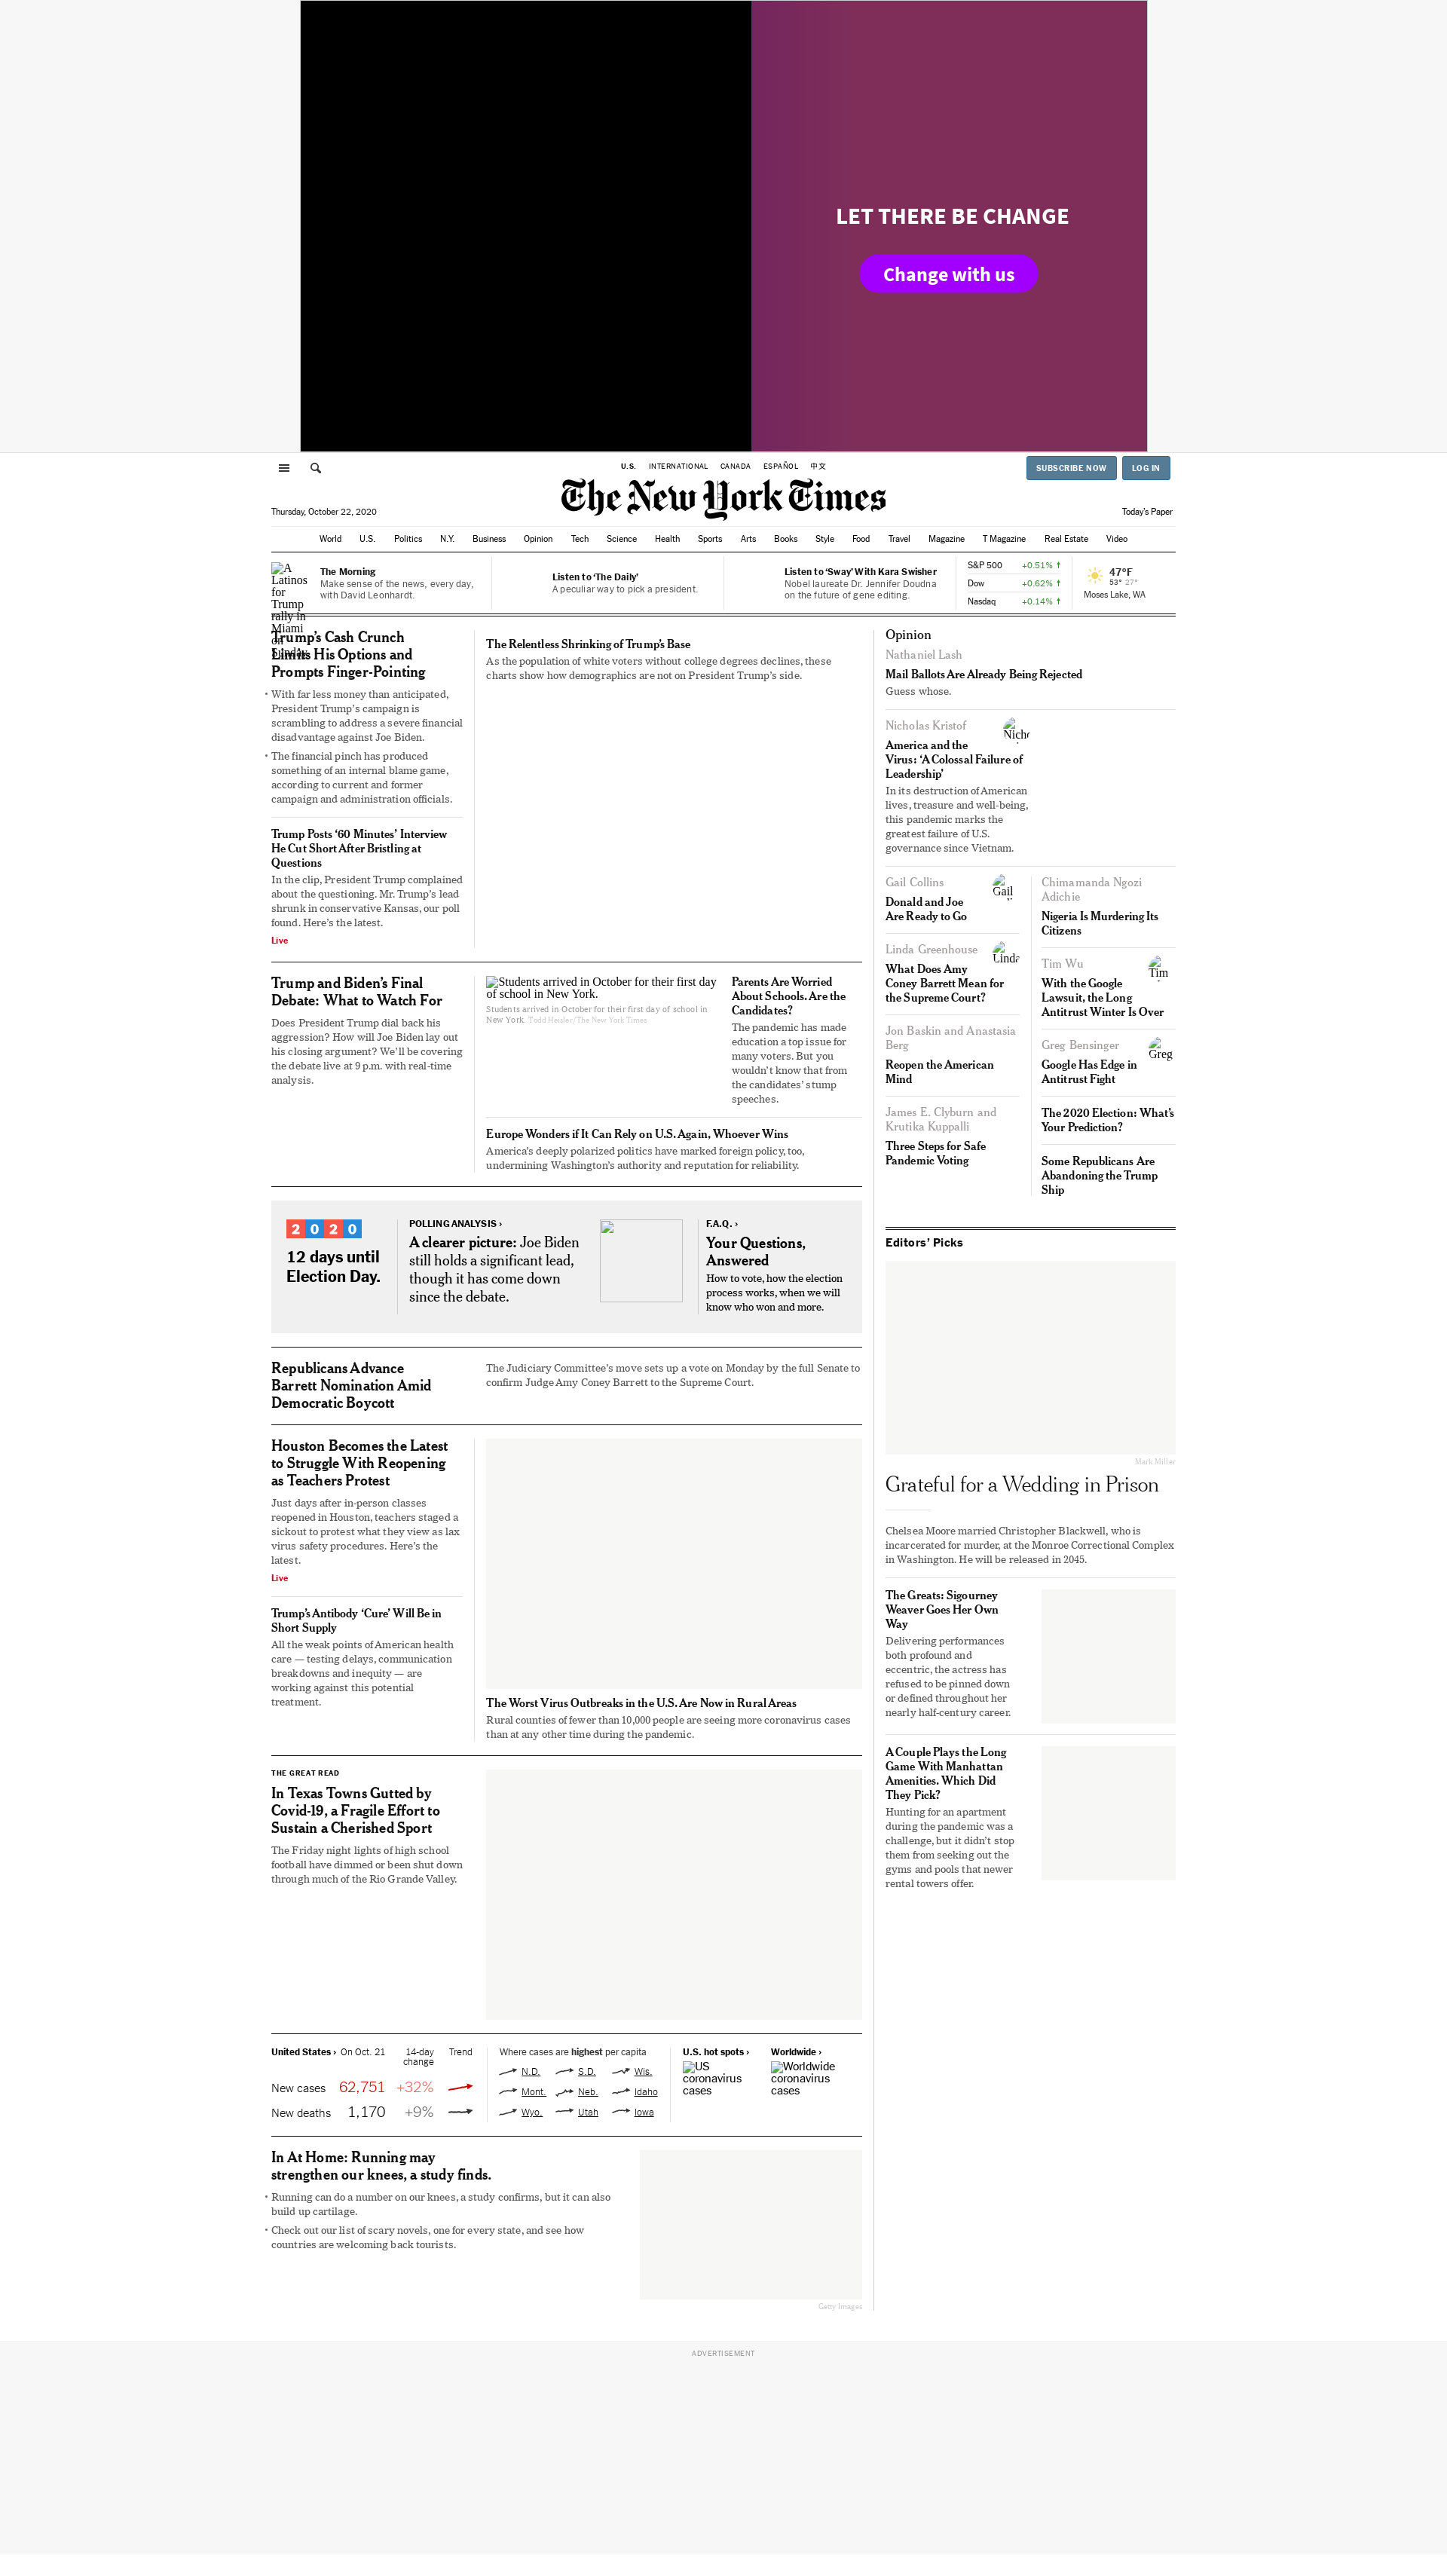 LET THERE BE CHANGE
Change with us
U.S. INTERNATIONAL CANADA ESPAÑOL 中文
SUBSCRIBE NOW LOG IN
The New York Times
Thursday, October 22, 2020
Today's Paper
World U.S. Politics N.Y. Business Opinion Tech Science Health Sports Arts Books Style Food Travel Magazine T Magazine Real Estate Video
A Latinos for Trump rally in Miami on Sunday.
The Morning
Make sense of the news, every day,
with David Leonhardt.
Listen to ‘The Daily’
A peculiar way to pick a president.
Listen to ‘Sway’ With Kara Swisher
Nobel laureate Dr. Jennifer Doudna
on the future of gene editing.
S&P 500 +0.51% ↑
Dow +0.62% ↑
Nasdaq +0.14% ↑
47°F
53° 27°
Moses Lake, WA
Trump’s Cash Crunch
Limits His Options and
Prompts Finger-Pointing
• With far less money than anticipated,
President Trump’s campaign is
scrambling to address a severe financial
disadvantage against Joe Biden.
• The financial pinch has produced
something of an internal blame game,
according to current and former
campaign and administration officials.
Trump Posts ‘60 Minutes’ Interview
He Cut Short After Bristling at
Questions
In the clip, President Trump complained
about the questioning. Mr. Trump’s lead
shrunk in conservative Kansas, our poll
found. Here’s the latest.
Live
The Relentless Shrinking of Trump’s Base
As the population of white voters without college degrees declines, these
charts show how demographics are not on President Trump’s side.
Trump and Biden’s Final
Debate: What to Watch For
Does President Trump dial back his
aggression? How will Joe Biden lay out
his closing argument? We’ll be covering
the debate live at 9 p.m. with real-time
analysis.
Students arrived in October for their first day
of school in New York.
Students arrived in October for their first day of school in
New York. Todd Heisler/The New York Times
Parents Are Worried
About Schools. Are the
Candidates?
The pandemic has made
education a top issue for
many voters. But you
wouldn’t know that from
the candidates’ stump
speeches.
Europe Wonders if It Can Rely on U.S. Again, Whoever Wins
America’s deeply polarized politics have marked foreign policy, too,
undermining Washington’s authority and reputation for reliability.
2020
12 days until
Election Day.
POLLING ANALYSIS ›
A clearer picture: Joe Biden
still holds a significant lead,
though it has come down
since the debate.
F.A.Q. ›
Your Questions,
Answered
How to vote, how the election
process works, when we will
know who won and more.
Republicans Advance
Barrett Nomination Amid
Democratic Boycott
The Judiciary Committee’s move sets up a vote on Monday by the full Senate to
confirm Judge Amy Coney Barrett to the Supreme Court.
Houston Becomes the Latest
to Struggle With Reopening
as Teachers Protest
Just days after in-person classes
reopened in Houston, teachers staged a
sickout to protest what they view as lax
virus safety procedures. Here’s the
latest.
Live
Trump’s Antibody ‘Cure’ Will Be in
Short Supply
All the weak points of American health
care — testing delays, communication
breakdowns and inequity — are
working against this potential
treatment.
The Worst Virus Outbreaks in the U.S. Are Now in Rural Areas
Rural counties of fewer than 10,000 people are seeing more coronavirus cases
than at any other time during the pandemic.
THE GREAT READ
In Texas Towns Gutted by
Covid-19, a Fragile Effort to
Sustain a Cherished Sport
The Friday night lights of high school
football have dimmed or been shut down
through much of the Rio Grande Valley.
United States › On Oct. 21 14-day change Trend
New cases 62,751 +32%
New deaths 1,170 +9%
Where cases are highest per capita
N.D. S.D. Wis.
Mont. Neb. Idaho
Wyo. Utah Iowa
U.S. hot spots ›
US
coronavirus
cases
Worldwide ›
Worldwide
coronavirus
cases
In At Home: Running may
strengthen our knees, a study finds.
• Running can do a number on our knees, a study confirms, but it can also
build up cartilage.
• Check out our list of scary novels, one for every state, and see how
countries are welcoming back tourists.
Getty Images
Opinion
Nathaniel Lash
Mail Ballots Are Already Being Rejected
Guess whose.
Nicholas Kristof
America and the
Virus: ‘A Colossal Failure of
Leadership’
In its destruction of American
lives, treasure and well-being,
this pandemic marks the
greatest failure of U.S.
governance since Vietnam.
Gail Collins
Gail
Donald and Joe
Are Ready to Go
Linda Greenhouse
Linda
What Does Amy
Coney Barrett Mean for
the Supreme Court?
Jon Baskin and Anastasia
Berg
Reopen the American
Mind
James E. Clyburn and
Krutika Kuppalli
Three Steps for Safe
Pandemic Voting
Chimamanda Ngozi
Adichie
Nigeria Is Murdering Its
Citizens
Tim Wu
Tim
With the Google
Lawsuit, the Long
Antitrust Winter Is Over
Greg Bensinger
Greg
Google Has Edge in
Antitrust Fight
The 2020 Election: What’s
Your Prediction?
Some Republicans Are
Abandoning the Trump
Ship
Editors’ Picks
Mark Miller
Grateful for a Wedding in Prison
Chelsea Moore married Christopher Blackwell, who is
incarcerated for murder, at the Monroe Correctional Complex
in Washington. He will be released in 2045.
The Greats: Sigourney
Weaver Goes Her Own
Way
Delivering performances
both profound and
eccentric, the actress has
refused to be pinned down
or defined throughout her
nearly half-century career.
A Couple Plays the Long
Game With Manhattan
Amenities. Which Did
They Pick?
Hunting for an apartment
during the pandemic was a
challenge, but it didn’t stop
them from seeking out the
gyms and pools that newer
rental towers offer.
ADVERTISEMENT